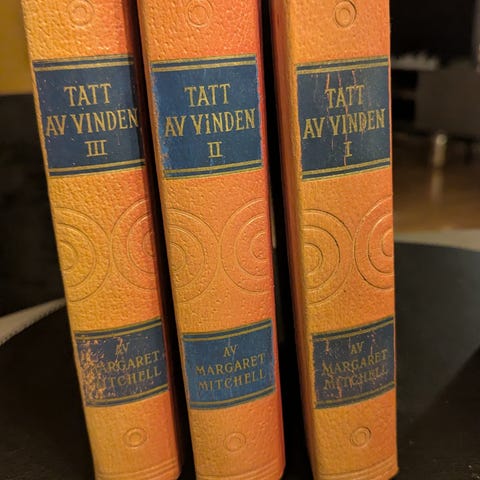 TATT
AV VINDEN
III
AV
MARGARET
MITCHELL
TATT
AV VINDEN
II
AV
MARGARET
MITCHELL
TATT
AV VINDEN
I
AV
MARGARET
MITCHELL